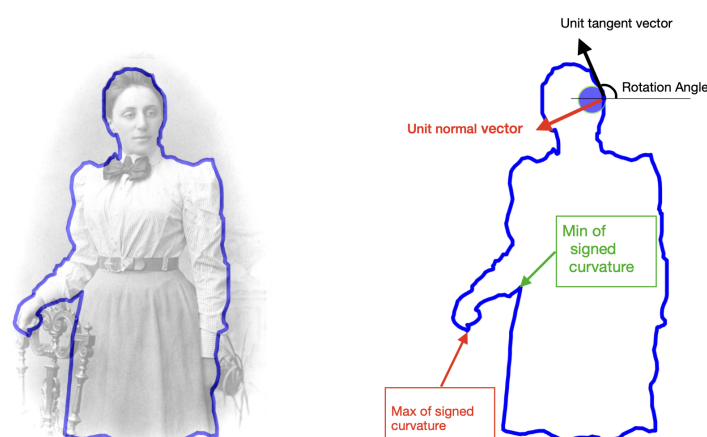 Unit tangent vector
Rotation Angle
Unit normal vector
Min of
signed
curvature
Max of signed
curvature